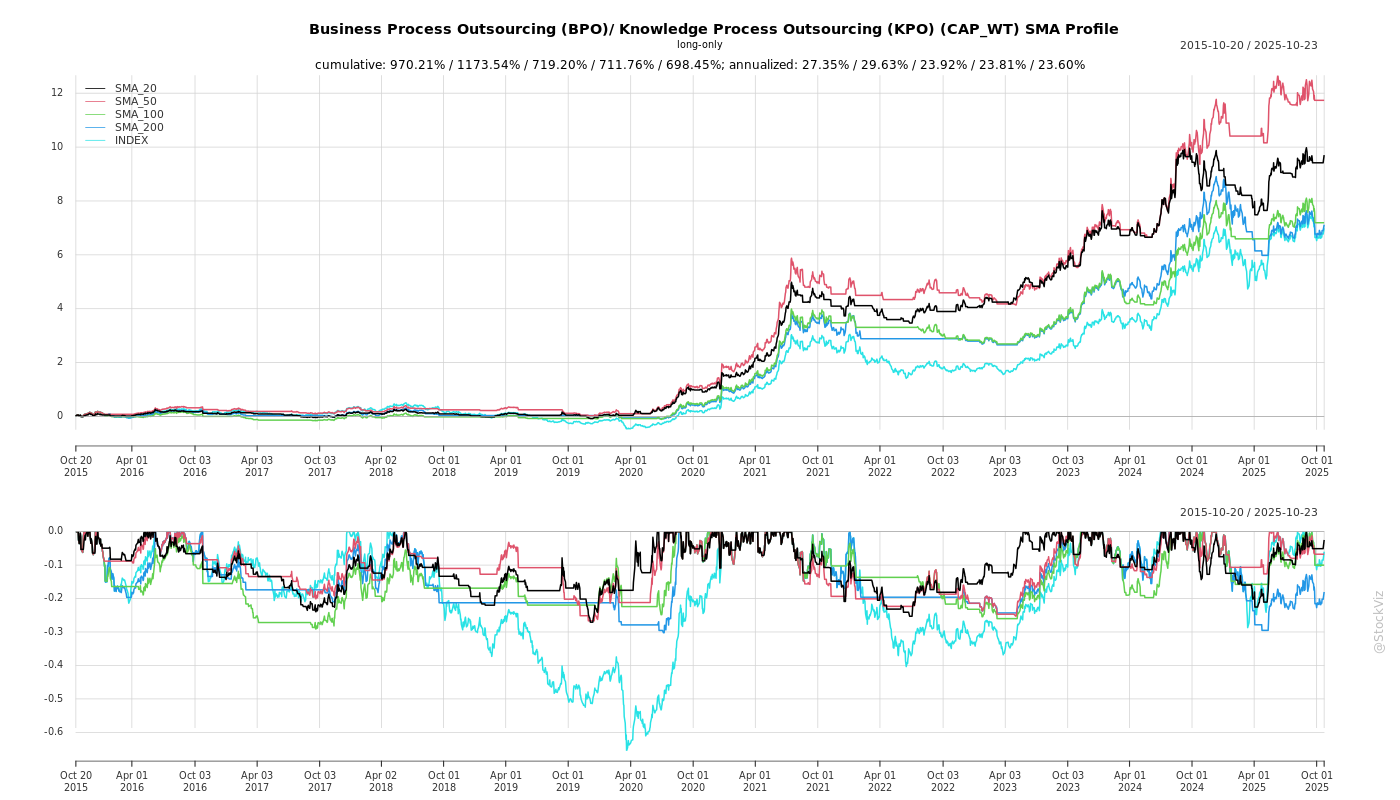 Business Process Outsourcing (BPO)/ Knowledge Process Outsourcing (KPO) (CAP_WT) SMA Profile
long-only
2015-10-20 / 2025-10-23
cumulative: 970.21% / 1173.54% / 719.20% / 711.76% / 698.45%; annualized: 27.35% / 29.63% / 23.92% / 23.81% / 23.60%
SMA_20
SMA_50
SMA_100
SMA_200
INDEX
12
10
8
6
4
2
0
Oct 20 Apr 01 Oct 03 Apr 03 Oct 03 Apr 02 Oct 01 Apr 01 Oct 01 Apr 01 Oct 01 Apr 01 Oct 01 Apr 01 Oct 03 Apr 03 Oct 03 Apr 01 Oct 01 Apr 01 Oct 01
2015 2016 2016 2017 2017 2018 2018 2019 2019 2020 2020 2021 2021 2022 2022 2023 2023 2024 2024 2025 2025
2015-10-20 / 2025-10-23
0.0
-0.1
-0.2
-0.3
-0.4
-0.5
-0.6
Oct 20 Apr 01 Oct 03 Apr 03 Oct 03 Apr 02 Oct 01 Apr 01 Oct 01 Apr 01 Oct 01 Apr 01 Oct 01 Apr 01 Oct 03 Apr 03 Oct 03 Apr 01 Oct 01 Apr 01 Oct 01
2015 2016 2016 2017 2017 2018 2018 2019 2019 2020 2020 2021 2021 2022 2022 2023 2023 2024 2024 2025 2025
@StockViz